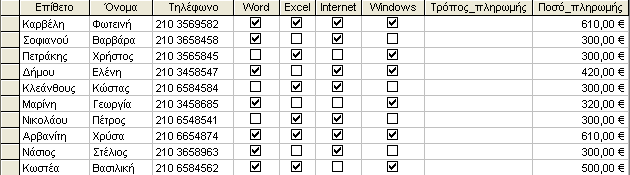 Επίθετο Όνομα Τηλέφωνο Word Excel Internet Windows Τρόπος_πληρωμής Ποσό_πληρωμής
Καρβέλη Φωτεινή 210 3569582 610,00 €
Σοφιανού Βαρβάρα 210 3658458 300,00 €
Πετράκης Χρήστος 210 3565845 300,00 €
Δήμου Ελένη 210 3458547 420,00 €
Κλεάνθους Κώστας 210 6584584 300,00 €
Μαρίνη Γεωργία 210 3458685 320,00 €
Νικολάου Πέτρος 210 6548541 300,00 €
Αρβανίτη Χρύσα 210 6654874 610,00 €
Νάσιος Στέλιος 210 3658963 300,00 €
Κωστέα Βασιλική 210 6584562 500,00 €